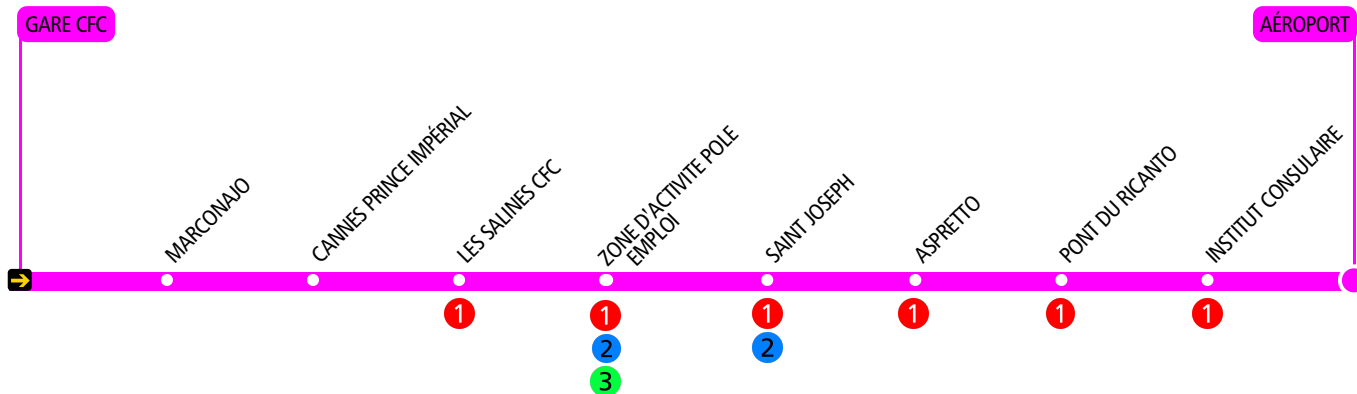 GARE CFC
AÉROPORT
MARCONAJO
CANNES PRINCE IMPÉRIAL
LES SALINES CFC
ZONE D'ACTIVITE POLE
EMPLOI
SAINT JOSEPH
ASPRETTO
PONT DU RICANTO
INSTITUT CONSULAIRE
1
1
1
1
1
1
2
2
3